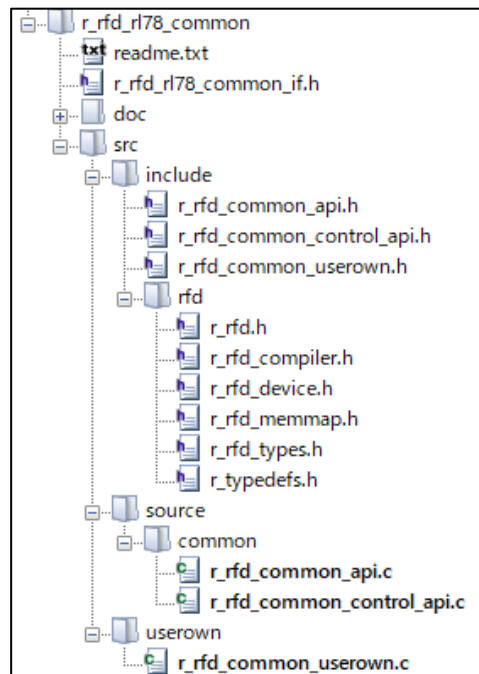 r_rfd_rl78_common
txt readme.txt
h r_rfd_rl78_common_if.h
doc
src
include
h r_rfd_common_api.h
h r_rfd_common_control_api.h
h r_rfd_common_userown.h
rfd
h r_rfd.h
h r_rfd_compiler.h
h r_rfd_device.h
h r_rfd_memmap.h
h r_rfd_types.h
h r_typedefs.h
source
common
c r_rfd_common_api.c
c r_rfd_common_control_api.c
userown
c r_rfd_common_userown.c